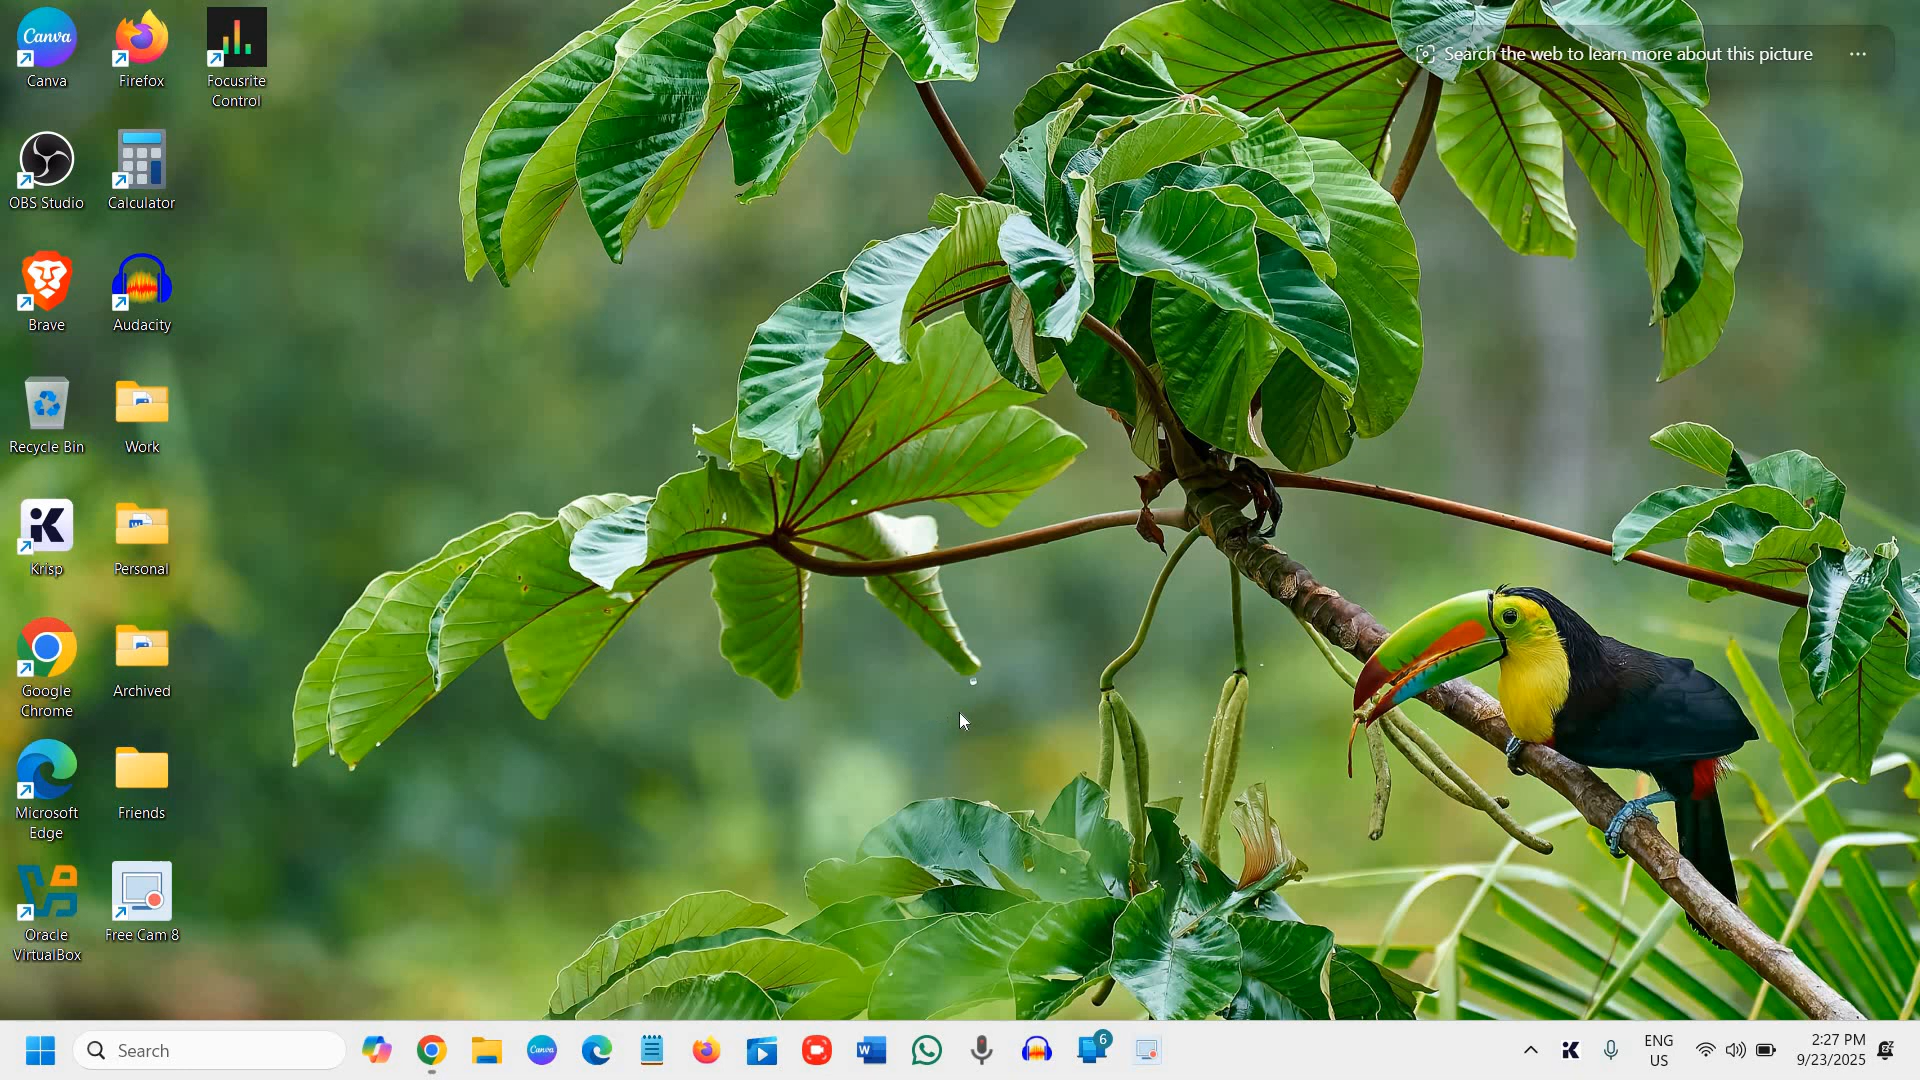 Canva
Canva
Firefox
Focusrite
Control
OBS Studio
Calculator
Brave
Audacity
Recycle Bin
Work
Krisp
Personal
Google
Chrome
Archived
Microsoft
Edge
Friends
Oracle
VirtualBox
Free Cam 8
Search the web to learn more about this picture
Search
Canva
W
6
ENG
US
2:27 PM
9/23/2025